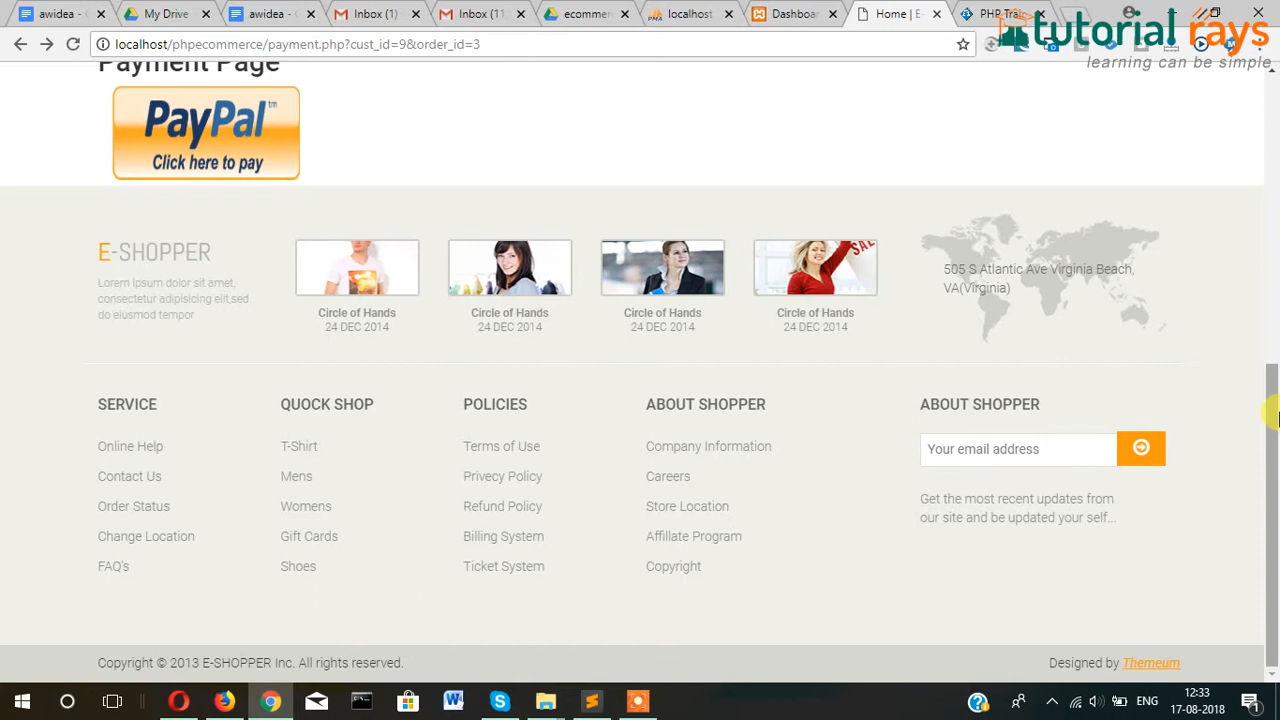 awidea -
My Drive
awidea -
Inbox (1)
Inbox (11
ecomme
localhost
Dashboa
Home | E
PHP Tra
localhost/phpecommerce/payment.php?cust_id=9&order_id=3
tutorial rays
learning can be simple
Payment Page
PayPal™
Click here to pay
E-SHOPPER
Lorem ipsum dolor sit amet,
consectetur adipisicing elit,sed
do eiusmod tempor
Circle of Hands
24 DEC 2014
Circle of Hands
24 DEC 2014
Circle of Hands
24 DEC 2014
SALE
Circle of Hands
24 DEC 2014
505 S Atlantic Ave Virginia Beach,
VA(Virginia)
SERVICE
Online Help
Contact Us
Order Status
Change Location
FAQ's
QUOCK SHOP
T-Shirt
Mens
Womens
Gift Cards
Shoes
POLICIES
Terms of Use
Privecy Policy
Refund Policy
Billing System
Ticket System
ABOUT SHOPPER
Company Information
Careers
Store Location
Affillate Program
Copyright
ABOUT SHOPPER
Your email address
Get the most recent updates from
our site and be updated your self...
Copyright © 2013 E-SHOPPER Inc. All rights reserved.
Designed by Themeum
ENG
12:33
17-08-2018